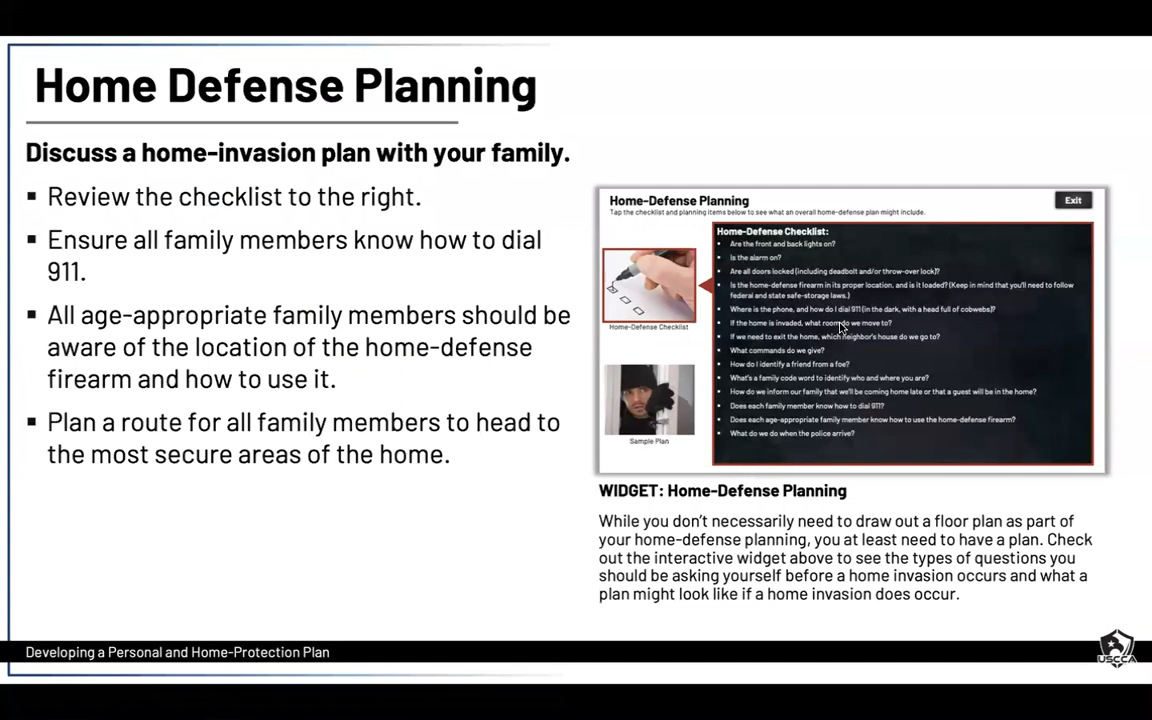 Home Defense Planning
Discuss a home-invasion plan with your family.
▪ Review the checklist to the right.
▪ Ensure all family members know how to dial
911.
▪ All age-appropriate family members should be
aware of the location of the home-defense
firearm and how to use it.
▪ Plan a route for all family members to head to
the most secure areas of the home.
Home-Defense Planning
Tap the checklist and planning items below to see what an overall home-defense plan might include.
Exit
Home-Defense Checklist
Sample Plan
Home-Defense Checklist:
• Are the front and back lights on?
• Is the alarm on?
• Are all doors locked (including deadbolt and/or throw-over lock)?
• Is the home-defense firearm in its proper location, and is it loaded? (Keep in mind that you'll need to follow
federal and state safe-storage laws.)
• Where is the phone, and how do I dial 911 (in the dark, with a head full of cobwebs)?
• If the home is invaded, what room do we move to?
• If we need to exit the home, which neighbor's house do we go to?
• What commands do we give?
• How do I identify a friend from a foe?
• What's a family code word to identify who and where you are?
• How do we inform our family that we'll be coming home late or that a guest will be in the home?
• Does each family member know how to dial 911?
• Does each age-appropriate family member know how to use the home-defense firearm?
• What do we do when the police arrive?
WIDGET: Home-Defense Planning
While you don't necessarily need to draw out a floor plan as part of
your home-defense planning, you at least need to have a plan. Check
out the interactive widget above to see the types of questions you
should be asking yourself before a home invasion occurs and what a
plan might look like if a home invasion does occur.
Developing a Personal and Home-Protection Plan
USCCA